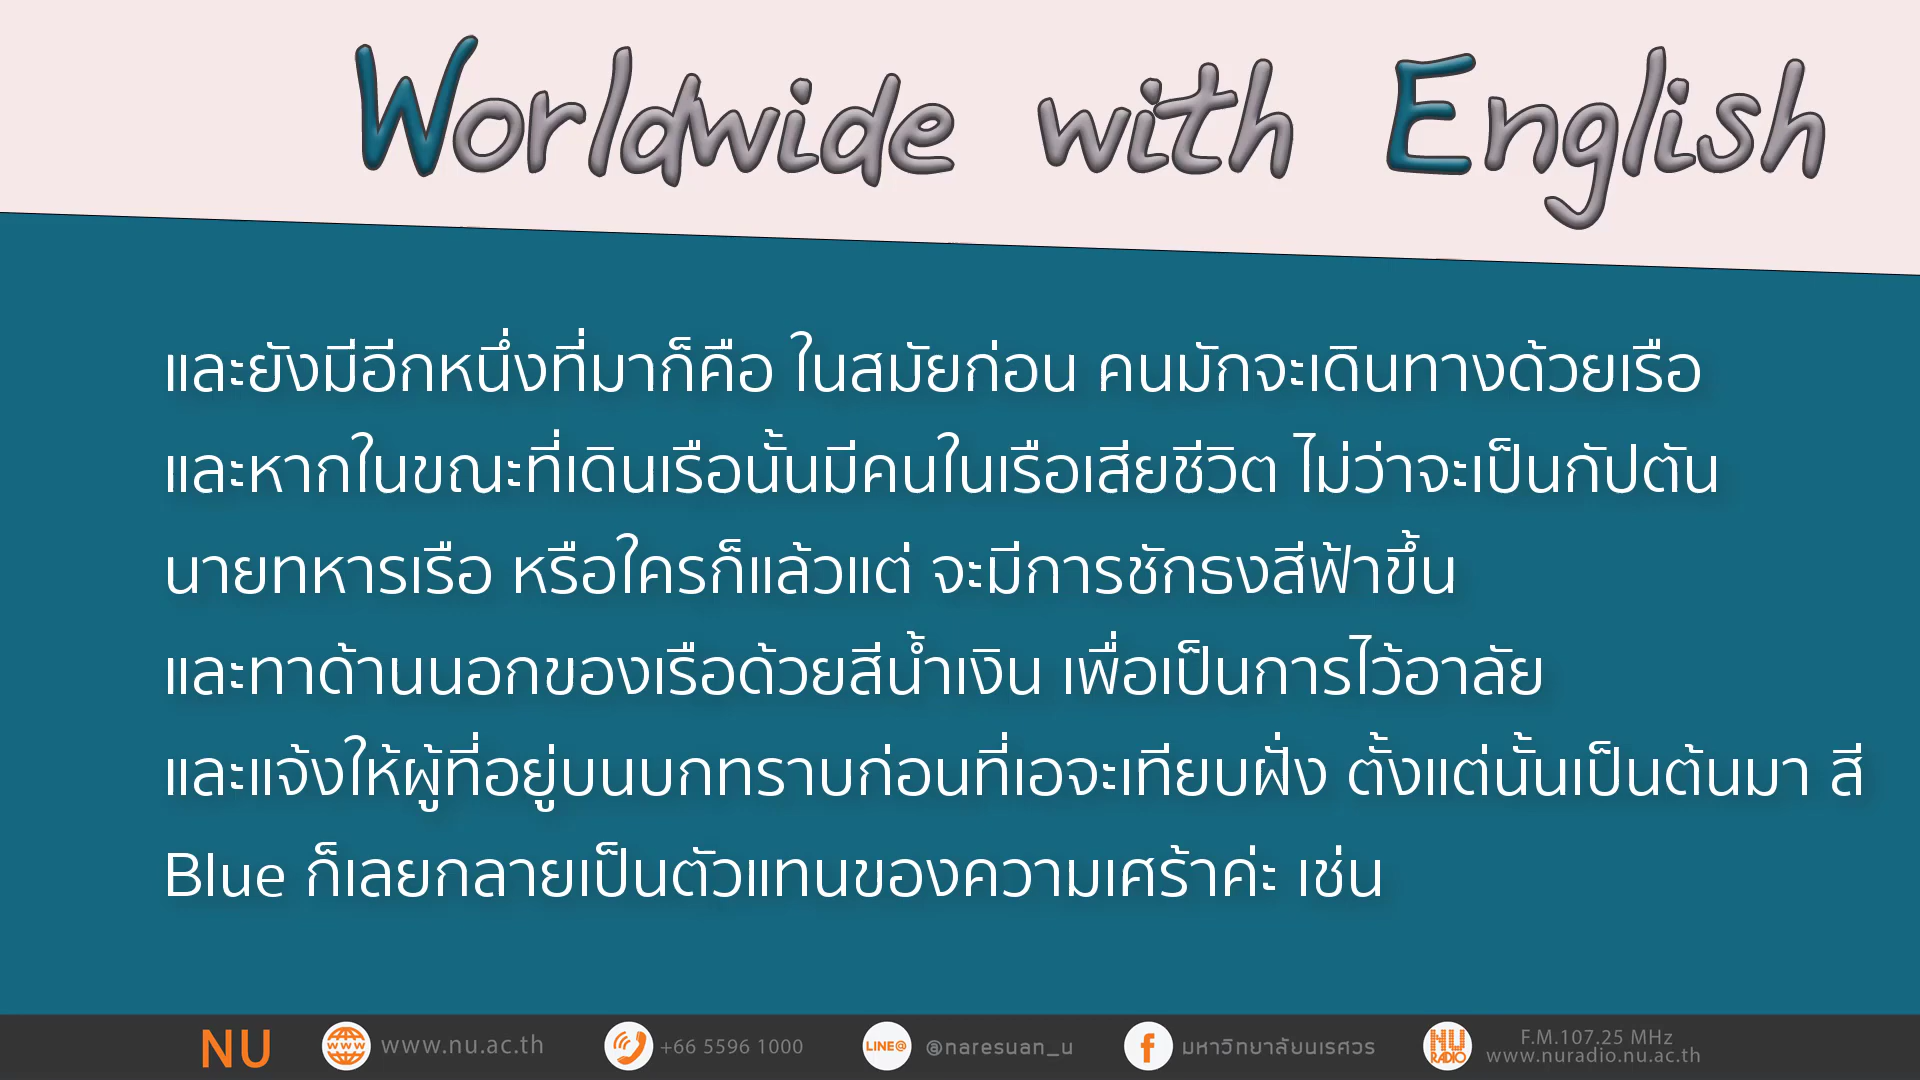 Worldwide with English
และยังมีอีกหนึ่งที่มาก็คือ ในสมัยก่อน คนมักจะเดินทางด้วยเรือ
และหากในขณะที่เดินเรือนั้นมีคนในเรือเสียชีวิต ไม่ว่าจะเป็นกัปตัน
นายทหารเรือ หรือใครก็แล้วแต่ จะมีการชักธงสีฟ้าขึ้น
และทาด้านนอกของเรือด้วยสีน้ำเงิน เพื่อเป็นการไว้อาลัย
และแจ้งให้ผู้ที่อยู่บนบกทราบก่อนที่เอจะเทียบฝั่ง ตั้งแต่นั้นเป็นต้นมา สี
Blue ก็เลยกลายเป็นตัวแทนของความเศร้าค่ะ เช่น
NU www www.nu.ac.th +66 5596 1000 LINE@ @naresuan_u f มหาวิทยาลัยนเรศวร NU RADIO F.M.107.25 MHz
www.nuradio.nu.ac.th